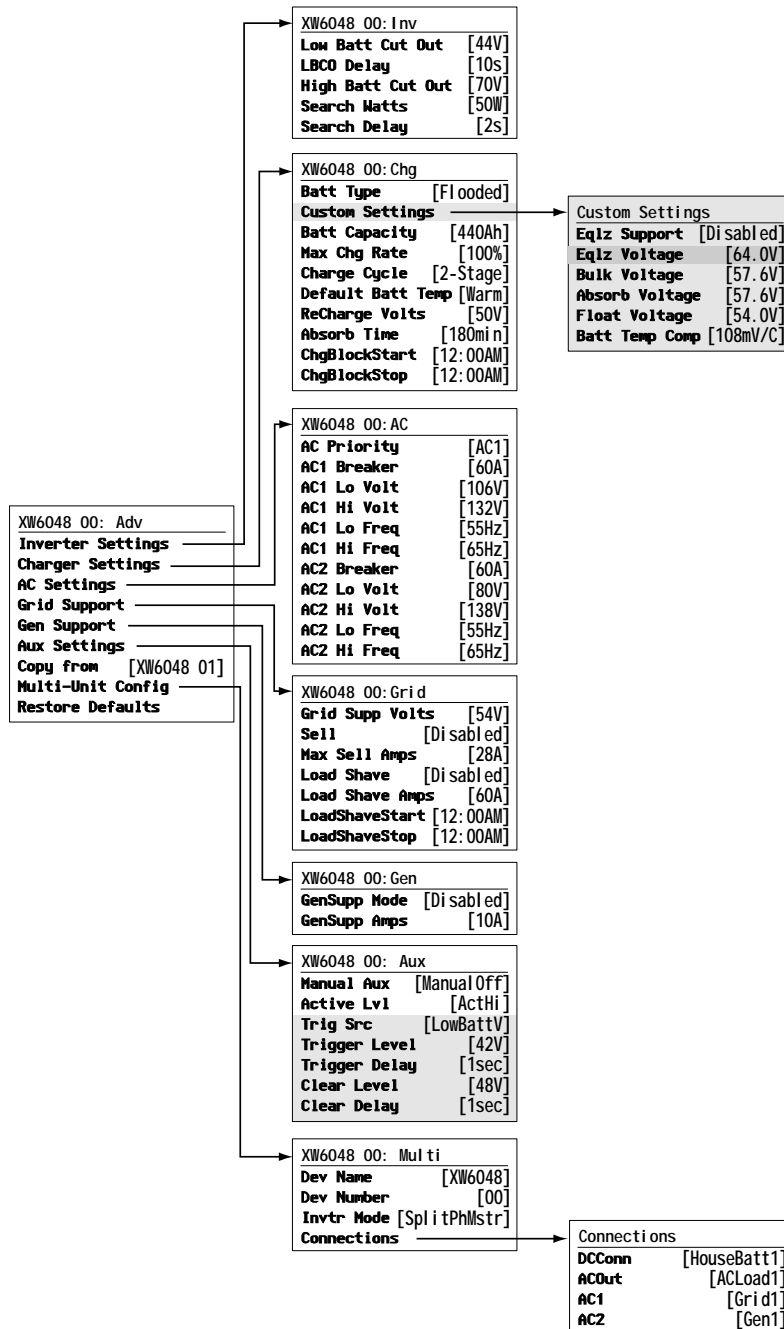 XW6048 00: Adv
Inverter Settings
Charger Settings
AC Settings
Grid Support
Gen Support
Aux Settings
Copy from [XW6048 01]
Multi-Unit Config
Restore Defaults
XW6048 00:Inv
Low Batt Cut Out [44V]
LBCO Delay [10s]
High Batt Cut Out [70V]
Search Watts [50W]
Search Delay [2s]
XW6048 00:Chg
Batt Type [Flooded]
Custom Settings
Batt Capacity [440Ah]
Max Chg Rate [100%]
Charge Cycle [2-Stage]
Default Batt Temp [Warm]
ReCharge Volts [50V]
Absorb Time [180min]
ChgBlockStart [12:00AM]
ChgBlockStop [12:00AM]
Custom Settings
Eqlz Support [Disabled]
Eqlz Voltage [64.0V]
Bulk Voltage [57.6V]
Absorb Voltage [57.6V]
Float Voltage [54.0V]
Batt Temp Comp [108mV/C]
XW6048 00:AC
AC Priority [AC1]
AC1 Breaker [60A]
AC1 Lo Volt [106V]
AC1 Hi Volt [132V]
AC1 Lo Freq [55Hz]
AC1 Hi Freq [65Hz]
AC2 Breaker [60A]
AC2 Lo Volt [80V]
AC2 Hi Volt [138V]
AC2 Lo Freq [55Hz]
AC2 Hi Freq [65Hz]
XW6048 00:Grid
Grid Supp Volts [54V]
Sell [Disabled]
Max Sell Amps [28A]
Load Shave [Disabled]
Load Shave Amps [60A]
LoadShaveStart [12:00AM]
LoadShaveStop [12:00AM]
XW6048 00:Gen
GenSupp Mode [Disabled]
GenSupp Amps [10A]
XW6048 00: Aux
Manual Aux [ManualOff]
Active Lvl [ActHi]
Trig Src [LowBattV]
Trigger Level [42V]
Trigger Delay [1sec]
Clear Level [48V]
Clear Delay [1sec]
XW6048 00: Multi
Dev Name [XW6048]
Dev Number [00]
Invtr Mode [SplitPhMstr]
Connections
Connections
DCConn [HouseBatt1]
ACOut [ACLoad1]
AC1 [Grid1]
AC2 [Gen1]